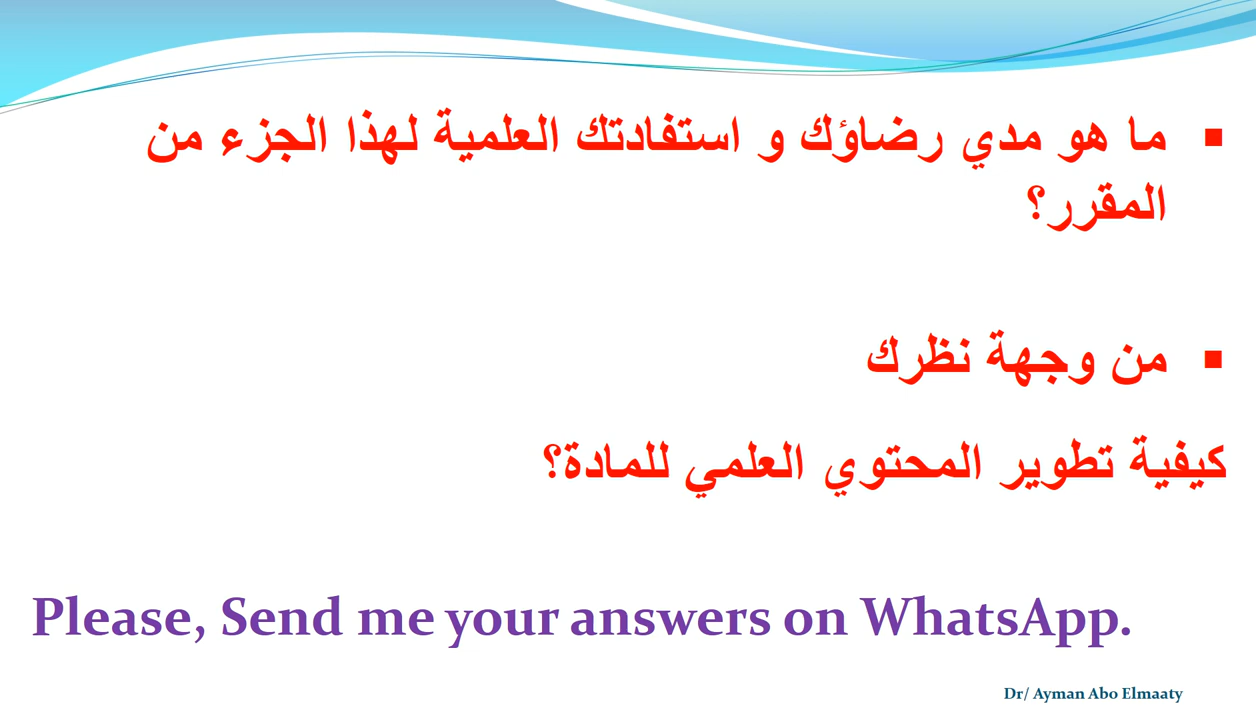 ▪ ما هو مدي رضاؤك و استفادتك العلمية لهذا الجزء من
المقرر؟
▪ من وجهة نظرك
كيفية تطوير المحتوي العلمي للمادة؟
Please, Send me your answers on WhatsApp.
Dr/ Ayman Abo Elmaaty